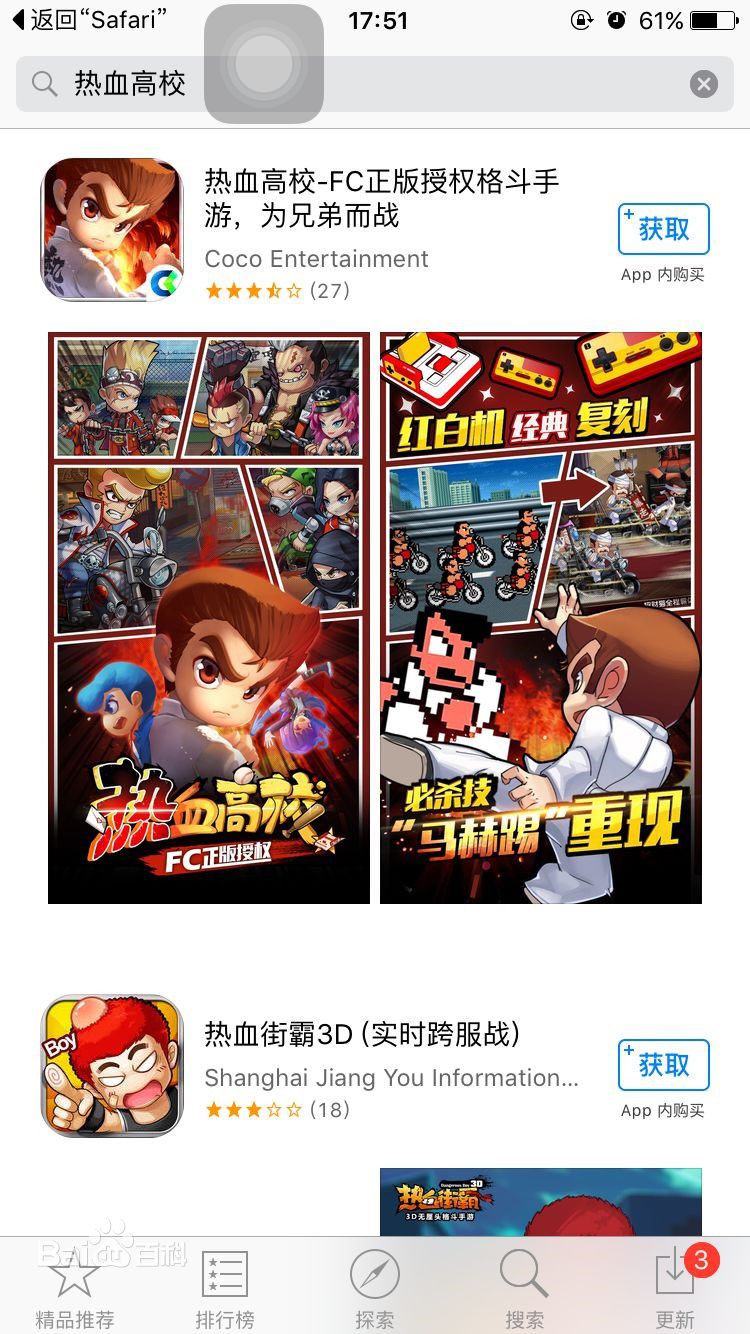 返回“Safari”
17:51
61%
热血高校
热血高校-FC正版授权格斗手
游，为兄弟而战
Coco Entertainment
(27)
获取
App 内购买
热血高校
FC正版授权
红白机 经典 复刻
必杀技
“马赫踢”重现
Boy
热血街霸3D (实时跨服战)
Shanghai Jiang You Information...
(18)
获取
App 内购买
热血街霸3D
3D无厘头格斗手游
Baidu百科
精品推荐
排行榜
探索
搜索
更新
3